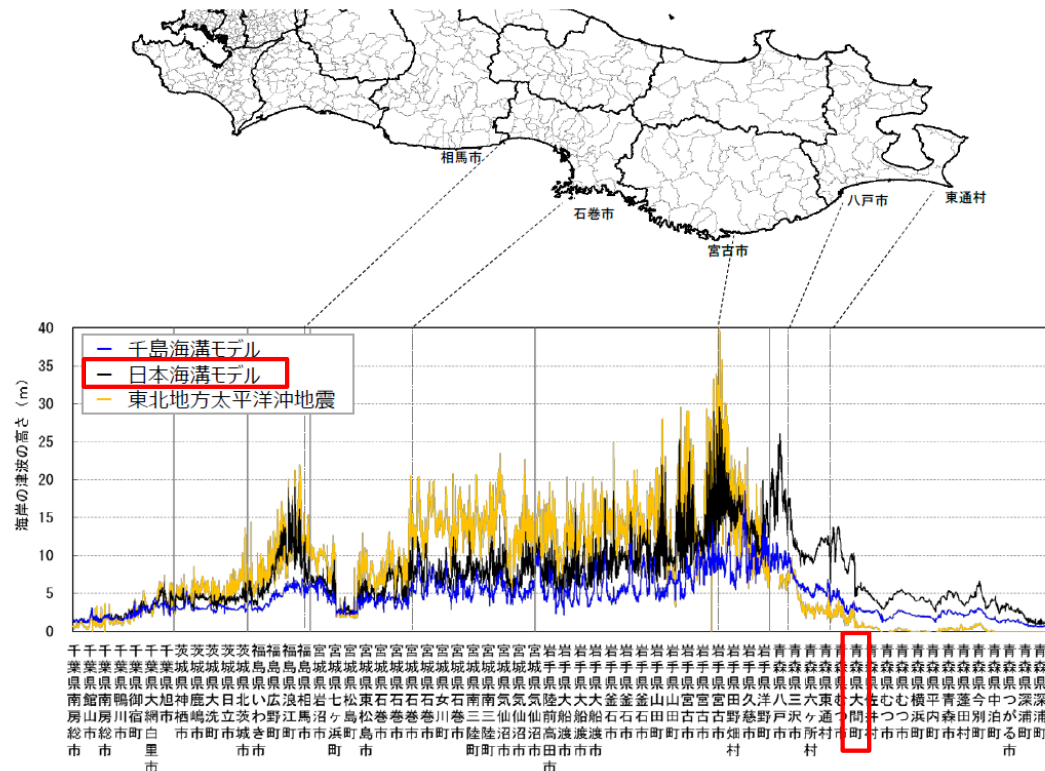 相馬市
石巻市
宮古市
八戸市
東通村
海岸の津波の高さ（m）
40
35
30
25
20
15
10
5
0
千島海溝モデル
日本海溝モデル
東北地方太平洋沖地震
千葉県南房総市
千葉県館山市
千葉県南房総市
千葉県鴨川市
千葉県御宿町
千葉県大網白里市
千葉県旭市
茨城県神栖市
茨城県鹿嶋市
茨城県大洗町
茨城県日立市
茨城県北茨城市
福島県いわき市
福島県広野町
福島県浪江町
福島県相馬市
宮城県岩沼市
宮城県七ヶ浜町
宮城県松島町
宮城県東松島市
宮城県石巻市
宮城県石巻市
宮城県石巻市
宮城県女川町
宮城県石巻市
宮城県南三陸町
宮城県南三陸町
宮城県気仙沼市
宮城県気仙沼市
宮城県気仙沼市
岩手県陸前高田市
岩手県大船渡市
岩手県大船渡市
岩手県大船渡市
岩手県釜石市
岩手県釜石市
岩手県釜石市
岩手県山田町
岩手県山田町
岩手県宮古市
岩手県宮古市
岩手県宮古市
岩手県田野畑村
岩手県久慈市
岩手県洋野町
青森県八戸市
青森県三沢市
青森県六ヶ所村
青森県東通村
青森県むつ市
青森県大間町
青森県佐井村
青森県むつ市
青森県むつ市
青森県横浜町
青森県平内町
青森県青森市
青森県蓬田村
青森県今別町
青森県中泊町
青森県つがる市
青森県深浦町
青森県深浦町